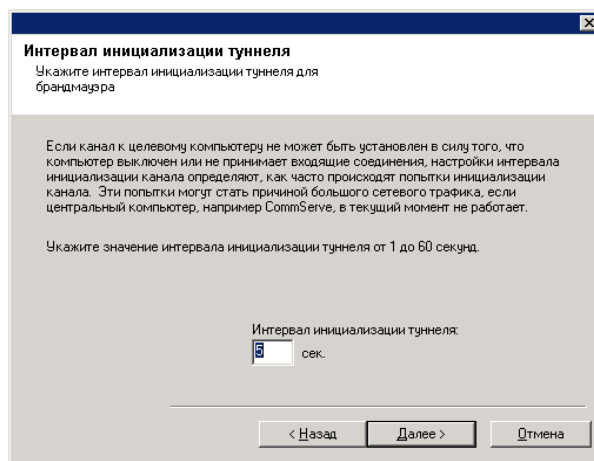 Интервал инициализации туннеля
Укажите интервал инициализации туннеля для
брандмауэра
Если канал к целевому компьютеру не может быть установлен в силу того, что
компьютер выключен или не принимает входящие соединения, настройки интервала
инициализации канала определяют, как часто происходят попытки инициализации
канала. Эти попытки могут стать причиной большого сетевого трафика, если
центральный компьютер, например CommServe, в текущий момент не работает.
Укажите значение интервала инициализации туннеля от 1 до 60 секунд.
Интервал инициализации туннеля:
5 сек.
< Назад Далее > Отмена